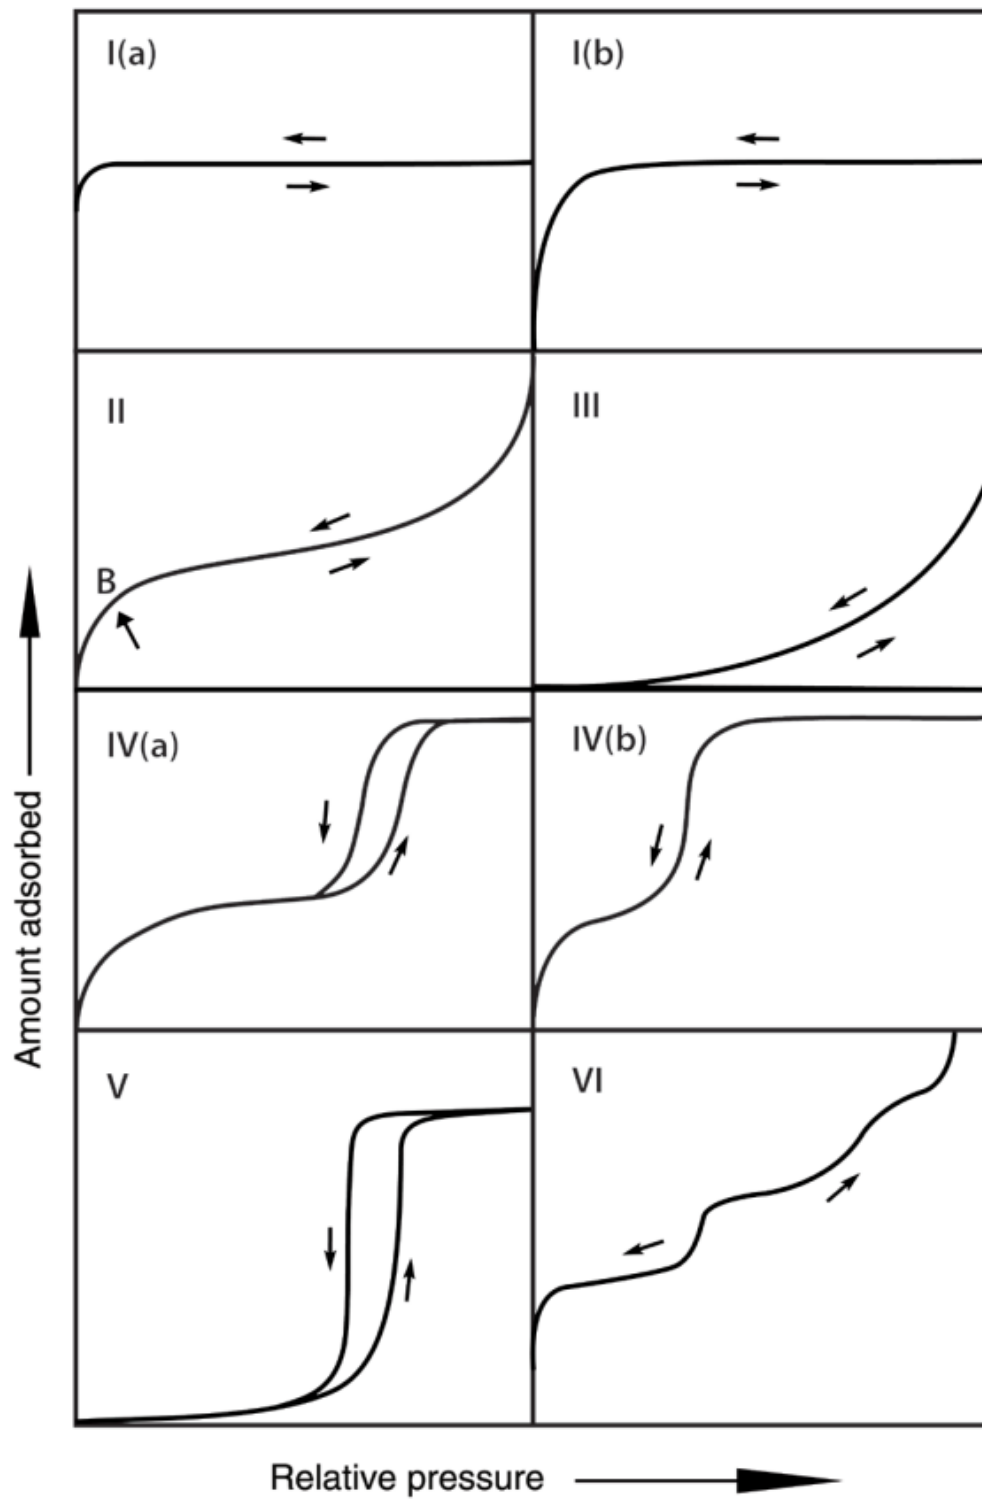 I(a)
I(b)
II
III
B
IV(a)
IV(b)
V
VI
Amount adsorbed
Relative pressure